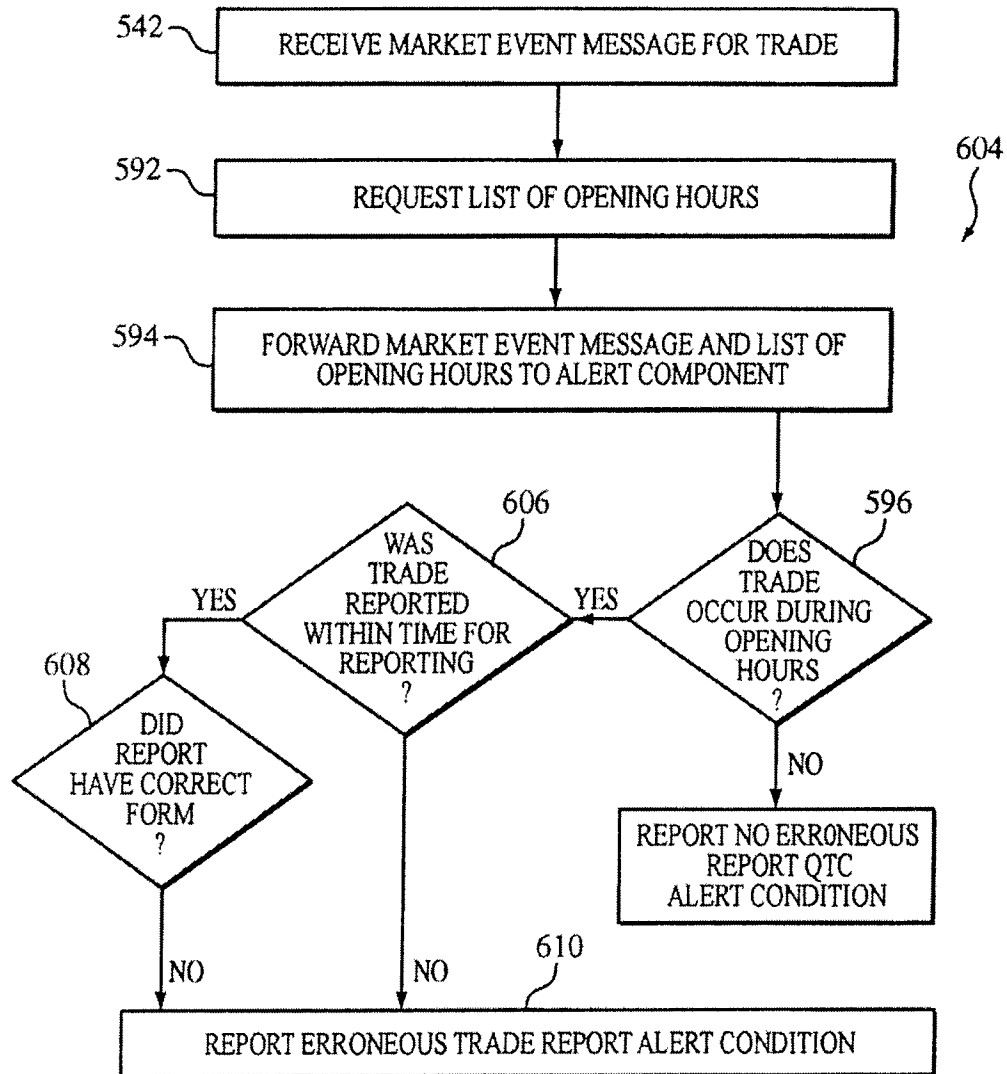 542
RECEIVE MARKET EVENT MESSAGE FOR TRADE
592
REQUEST LIST OF OPENING HOURS
604
594
FORWARD MARKET EVENT MESSAGE AND LIST OF
OPENING HOURS TO ALERT COMPONENT
606
WAS
TRADE
REPORTED
WITHIN TIME FOR
REPORTING
?
596
DOES
TRADE
OCCUR DURING
OPENING
HOURS
?
YES
YES
608
DID
REPORT
HAVE CORRECT
FORM
?
NO
REPORT NO ERRONEOUS
REPORT QTC
ALERT CONDITION
NO
NO
610
REPORT ERRONEOUS TRADE REPORT ALERT CONDITION